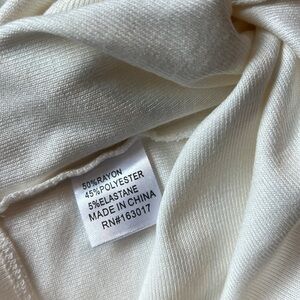 50%RAYON
45%POLYESTER
5%ELASTANE
MADE IN CHINA
RN#163017